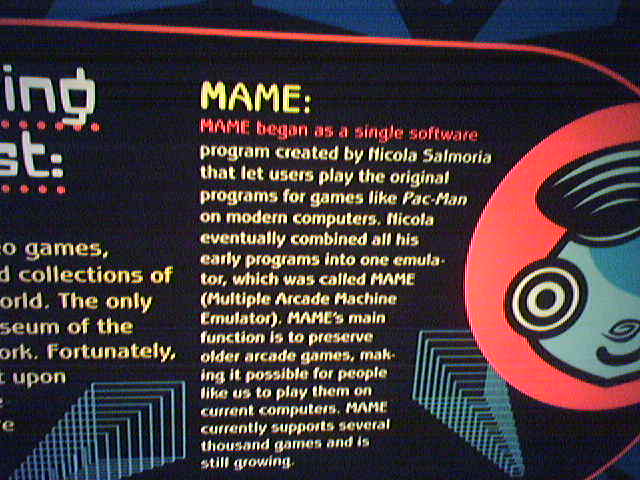 ing
st:
eo games,
d collections of
orld. The only
seum of the
ork. Fortunately,
t upon
e
re
MAME:
MAME began as a single software
program created by Nicola Salmoria
that let users play the original
programs for games like Pac-Man
on modern computers. Nicola
eventually combined all his
early programs into one emula-
tor, which was called MAME
(Multiple Arcade Machine
Emulator). MAME's main
function is to preserve
older arcade games, mak-
ing it possible for people
like us to play them on
current computers. MAME
currently supports several
thousand games and is
still growing.